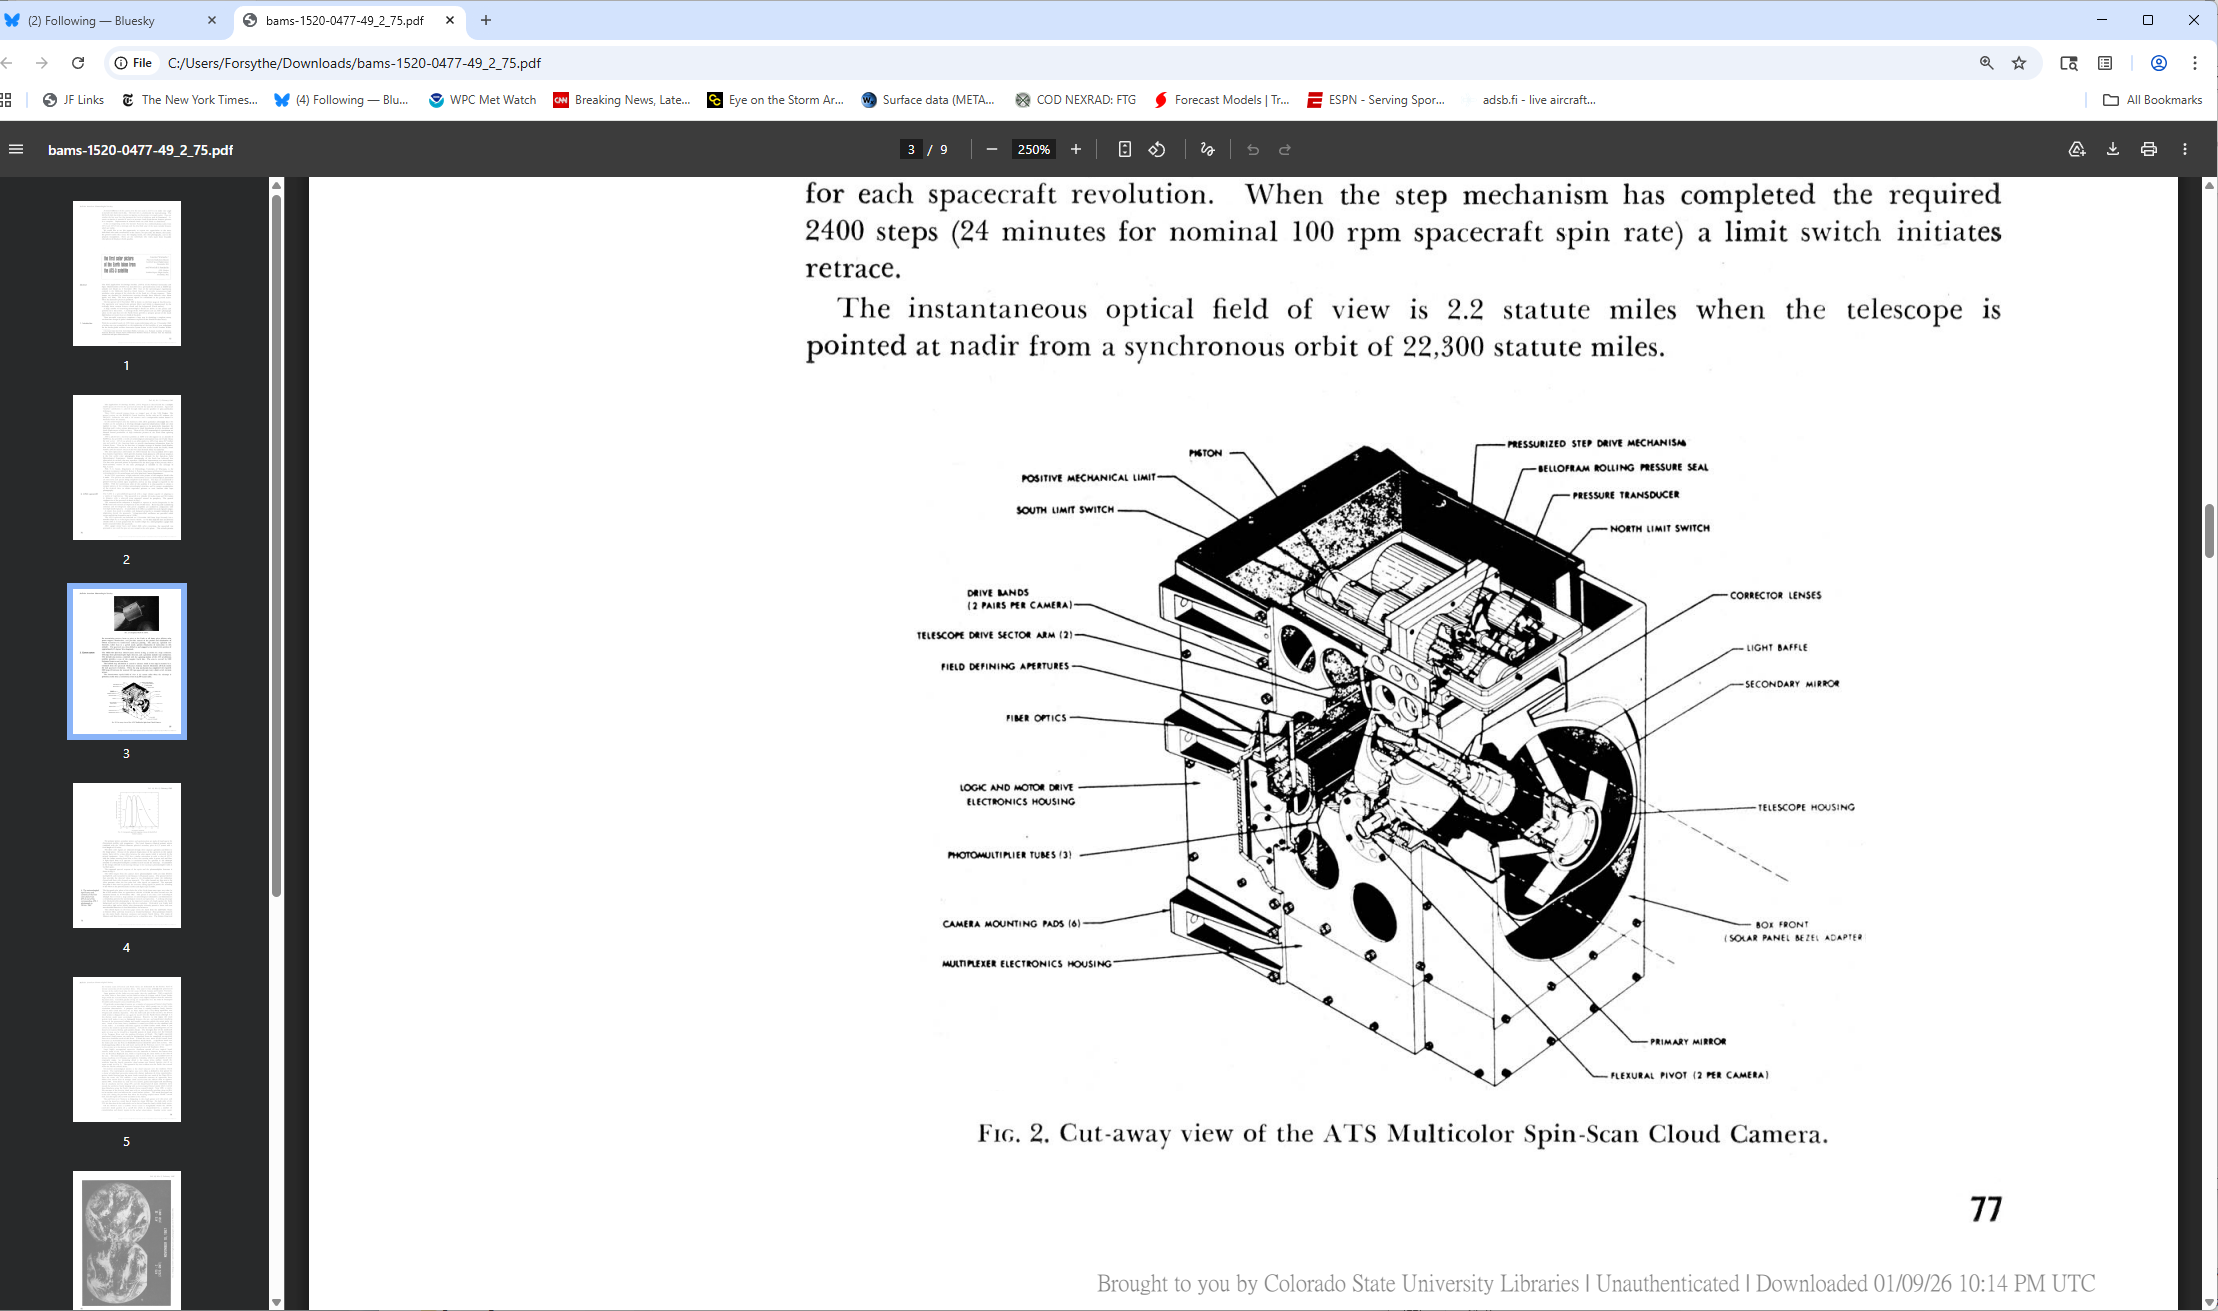 (2) Following — Bluesky
bams-1520-0477-49_2_75.pdf
File C:/Users/Forsythe/Downloads/bams-1520-0477-49_2_75.pdf
JF Links The New York Times... (4) Following — Blu... WPC Met Watch Breaking News, Late... Eye on the Storm Ar... Surface data (META... COD NEXRAD: FTG Forecast Models | Tr... ESPN - Serving Spor... adsb.fi - live aircraft... All Bookmarks
bams-1520-0477-49_2_75.pdf 3 / 9 250%
1
2
3
4
5
for each spacecraft revolution. When the step mechanism has completed the required
2400 steps (24 minutes for nominal 100 rpm spacecraft spin rate) a limit switch initiates
retrace.
The instantaneous optical field of view is 2.2 statute miles when the telescope is
pointed at nadir from a synchronous orbit of 22,300 statute miles.
PISTON
POSITIVE MECHANICAL LIMIT
SOUTH LIMIT SWITCH
DRIVE BANDS
(2 PAIRS PER CAMERA)
TELESCOPE DRIVE SECTOR ARM (2)
FIELD DEFINING APERTURES
FIBER OPTICS
LOGIC AND MOTOR DRIVE
ELECTRONICS HOUSING
PHOTOMULTIPLIER TUBES (3)
CAMERA MOUNTING PADS (6)
MULTIPLEXER ELECTRONICS HOUSING
PRESSURIZED STEP DRIVE MECHANISM
BELLOFRAM ROLLING PRESSURE SEAL
PRESSURE TRANSDUCER
NORTH LIMIT SWITCH
CORRECTOR LENSES
LIGHT BAFFLE
SECONDARY MIRROR
TELESCOPE HOUSING
BOX FRONT
(SOLAR PANEL BEZEL ADAPTER
PRIMARY MIRROR
FLEXURAL PIVOT (2 PER CAMERA)
FIG. 2. Cut-away view of the ATS Multicolor Spin-Scan Cloud Camera.
77
Brought to you by Colorado State University Libraries | Unauthenticated | Downloaded 01/09/26 10:14 PM UTC